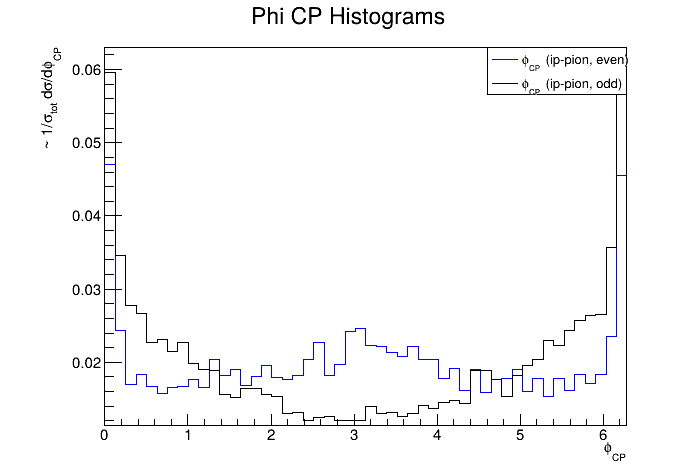 Phi CP Histograms
~ 1/σtot dσ/dϕCP
ϕCP (ip-pion, even)
ϕCP (ip-pion, odd)
0.06
0.05
0.04
0.03
0.02
0 1 2 3 4 5 6
ϕCP